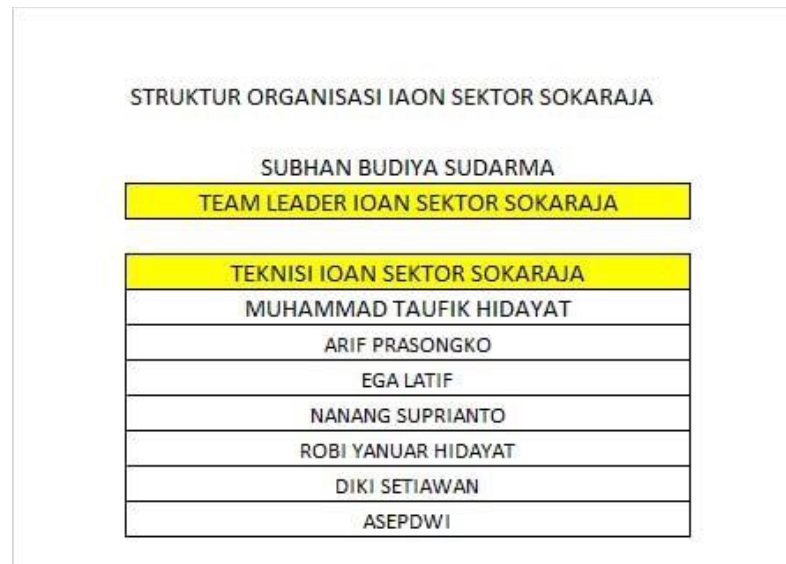 STRUKTUR ORGANISASI IAON SEKTOR SOKARAJA
SUBHAN BUDIYA SUDARMA
TEAM LEADER IOAN SEKTOR SOKARAJA
TEKNISI IOAN SEKTOR SOKARAJA
MUHAMMAD TAUFIK HIDAYAT
ARIF PRASONGKO
EGA LATIF
NANANG SUPRIANTO
ROBI YANUAR HIDAYAT
DIKI SETIAWAN
ASEPDWI